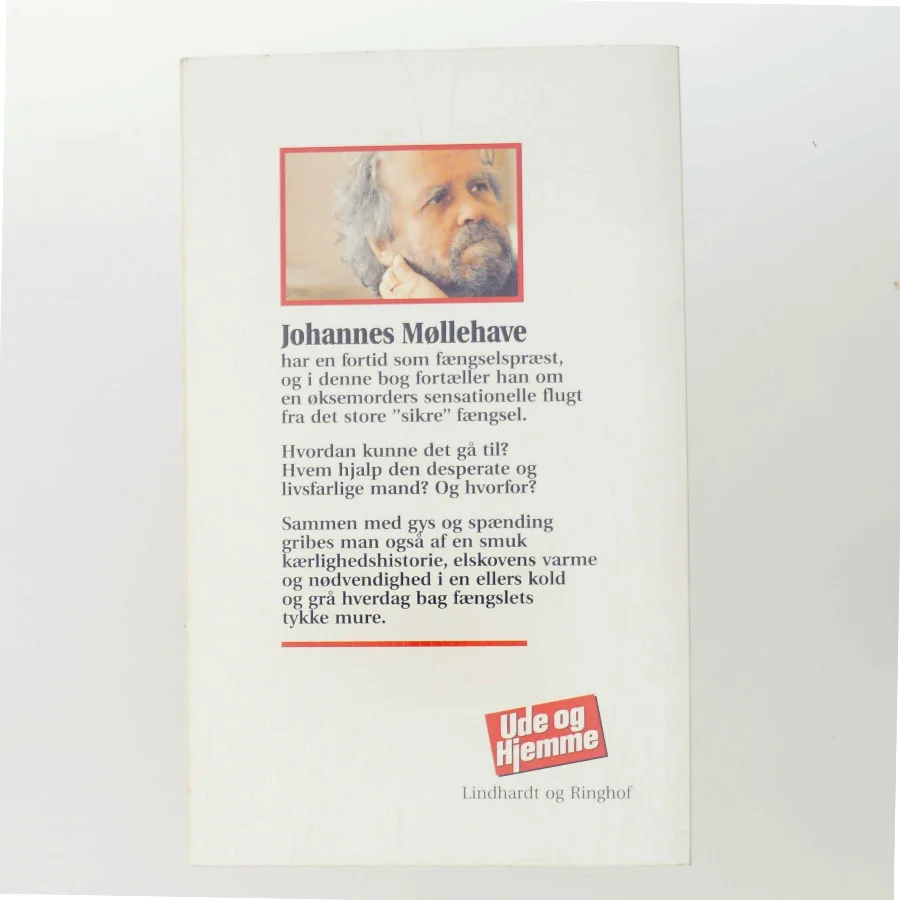 Johannes Møllehave
har en fortid som fængselspræst,
og i denne bog fortæller han om
en øksemorders sensationelle flugt
fra det store ”sikre” fængsel.
Hvordan kunne det gå til?
Hvem hjalp den desperate og
livsfarlige mand? Og hvorfor?
Sammen med gys og spænding
gribes man også af en smuk
kærlighedshistorie, elskovens varme
og nødvendighed i en ellers kold
og grå hverdag bag fængslets
tykke mure.
Ude og
Hjemme
Lindhardt og Ringhof